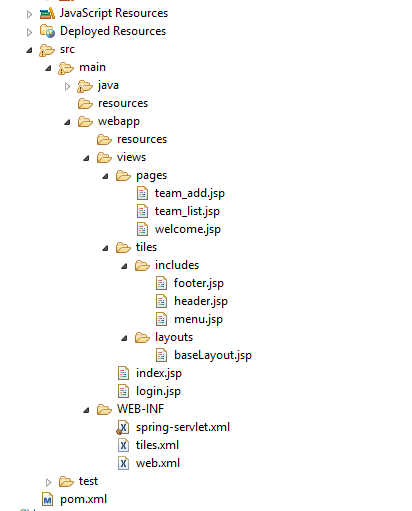 JavaScript Resources
Deployed Resources
src
main
java
resources
webapp
resources
views
pages
team_add.jsp
team_list.jsp
welcome.jsp
tiles
includes
footer.jsp
header.jsp
menu.jsp
layouts
baseLayout.jsp
index.jsp
login.jsp
WEB-INF
spring-servlet.xml
tiles.xml
web.xml
test
pom.xml